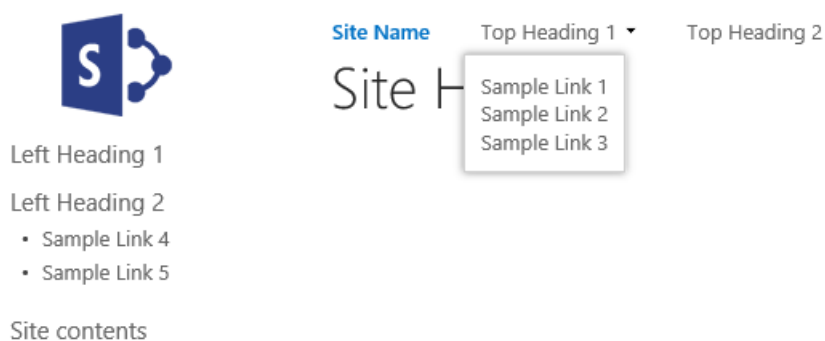 S
Site Name Top Heading 1 Top Heading 2
Site
Sample Link 1
Sample Link 2
Sample Link 3
Left Heading 1
Left Heading 2
Sample Link 4
Sample Link 5
Site contents